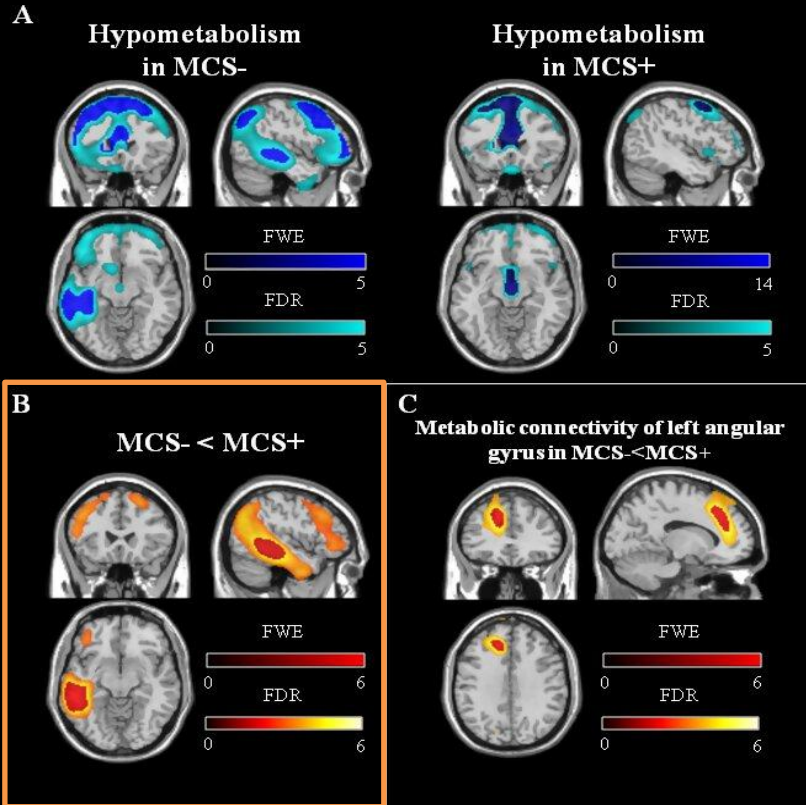 A
Hypometabolism
in MCS-
Hypometabolism
in MCS+
FWE
0 5
FDR
0 5
FWE
0 14
FDR
0 5
B
MCS- < MCS+
FWE
0 6
FDR
0 6
C
Metabolic connectivity of left angular
gyrus in MCS-<MCS+
FWE
0 6
FDR
0 6